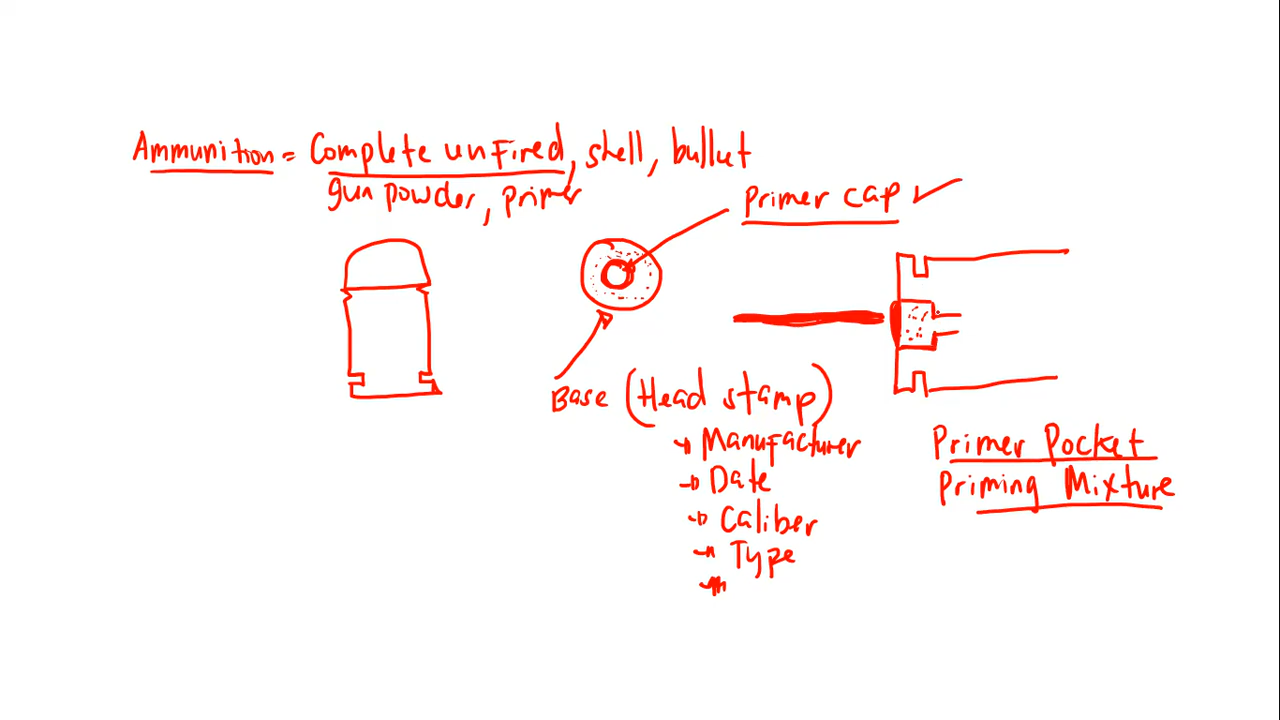 Ammunition = Complete unfired, shell, bullet
gun powder, primer
Primer cap ✓
Base (Head stamp)
Manufacturer
Date
Caliber
Type
Primer Pocket
Priming Mixture